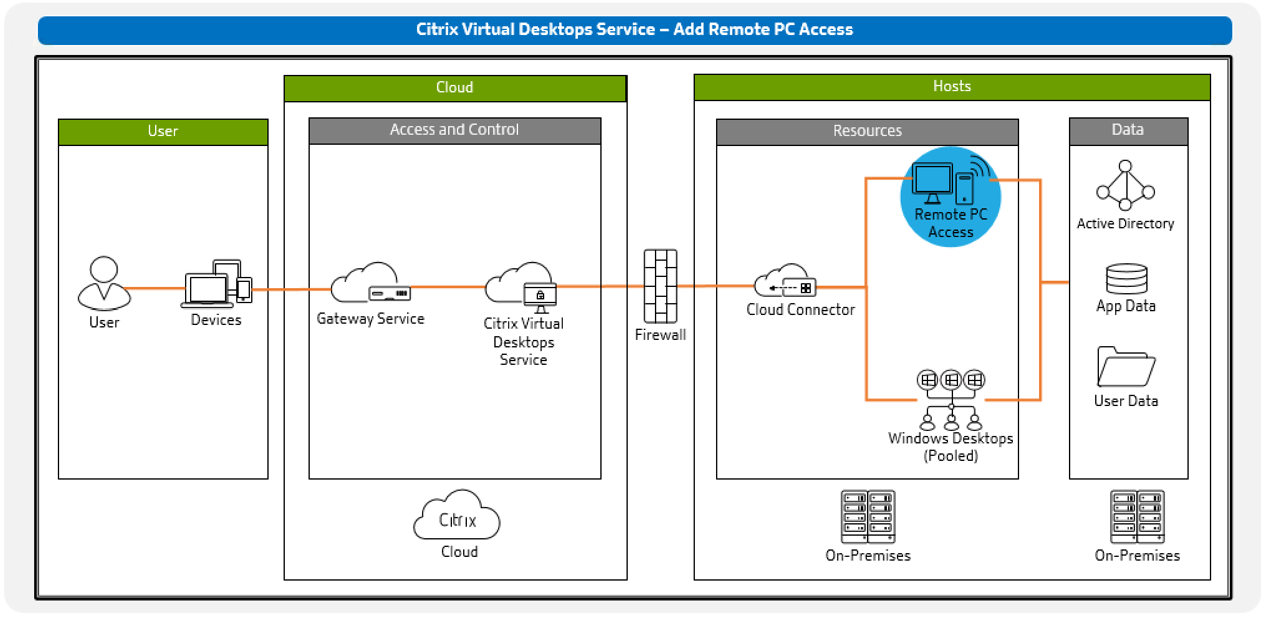 Citrix Virtual Desktops Service – Add Remote PC Access
User
User
Devices
Cloud
Access and Control
Gateway Service
Citrix Virtual
Desktops
Service
Citrix
Cloud
Firewall
Hosts
Resources
Cloud Connector
Remote PC
Access
Windows Desktops
(Pooled)
On-Premises
Data
Active Directory
App Data
User Data
On-Premises